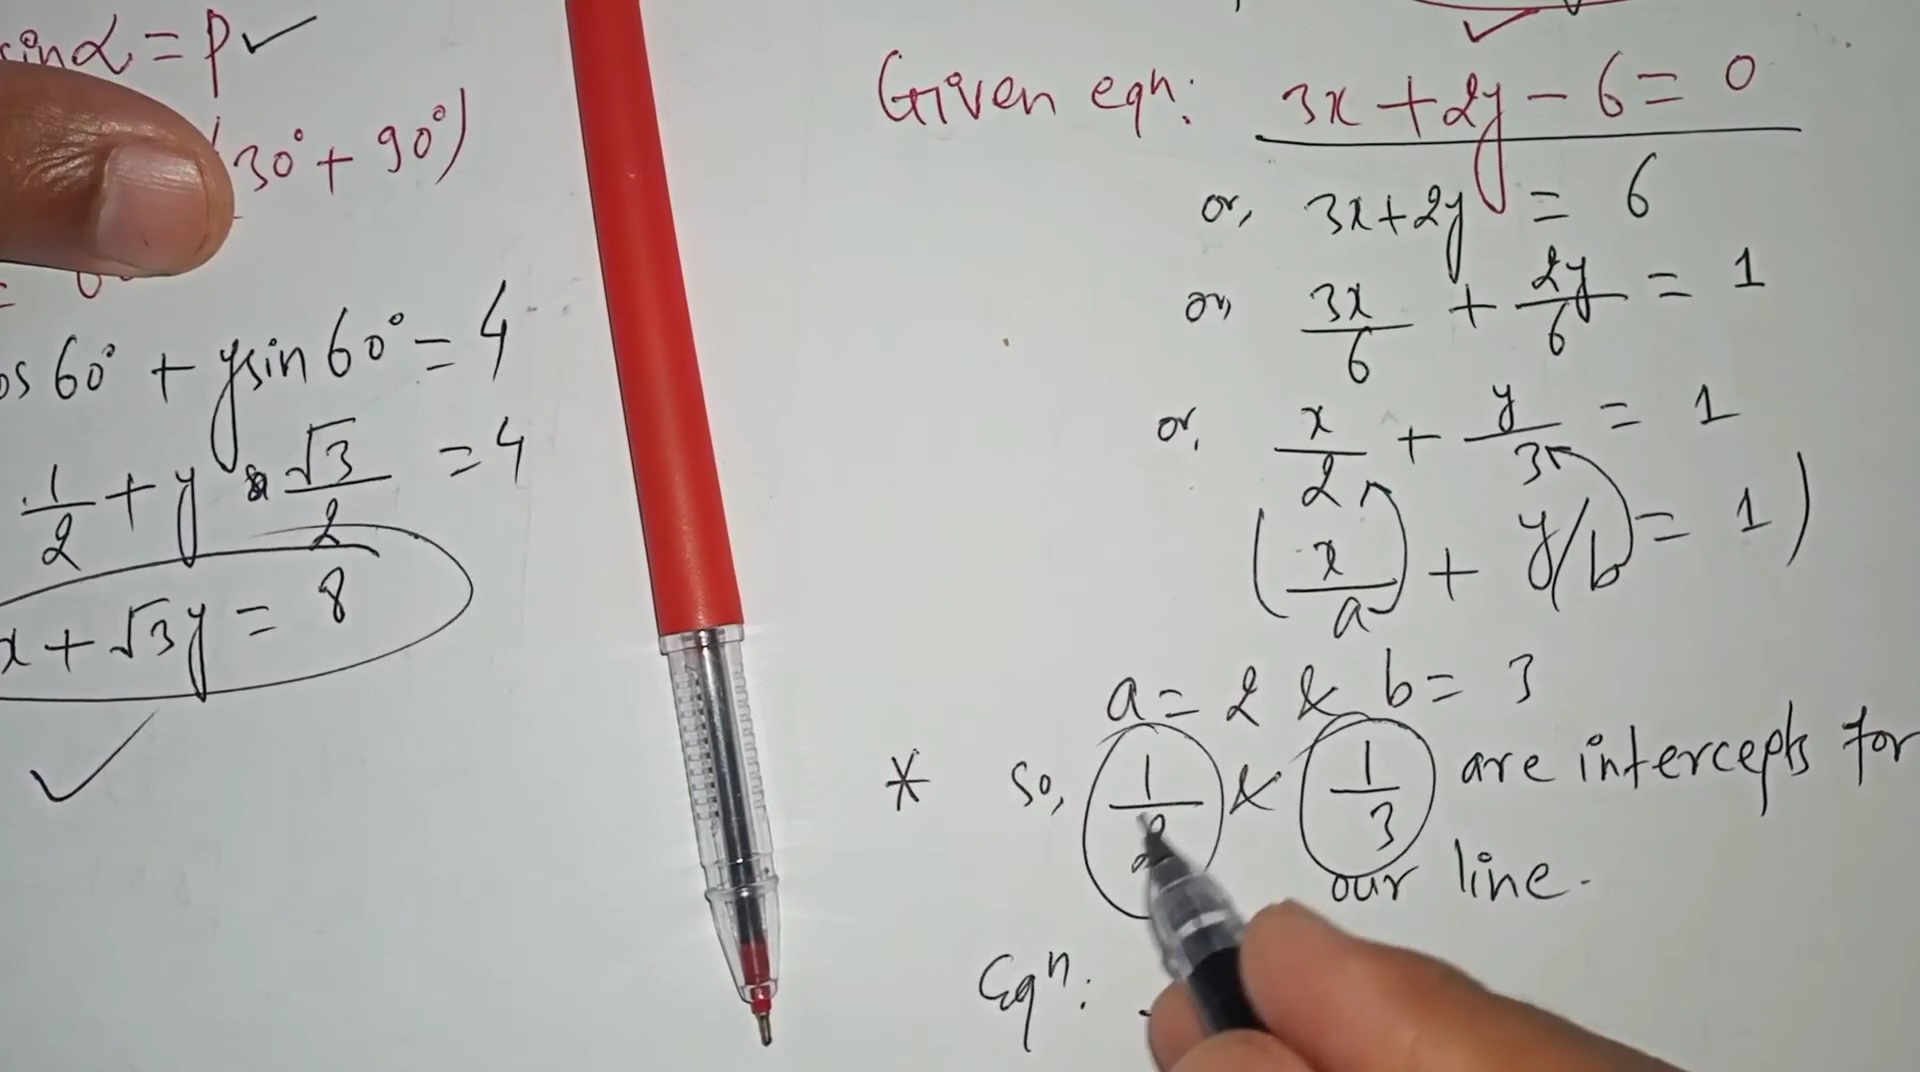 sinα = p ✓
(30° + 90°)
cos 60° + y sin 60° = 4
1/2 + y √3/2 = 4
x + √3y = 8
Given eqn: 3x + 2y - 6 = 0
or, 3x + 2y = 6
or, 3x/6 + 2y/6 = 1
or, x/2 + y/3 = 1
(x/a + y/b = 1)
a = 2 & b = 3
* So, 1/2 & 1/3 are intercepts for
our line.
Eqn: